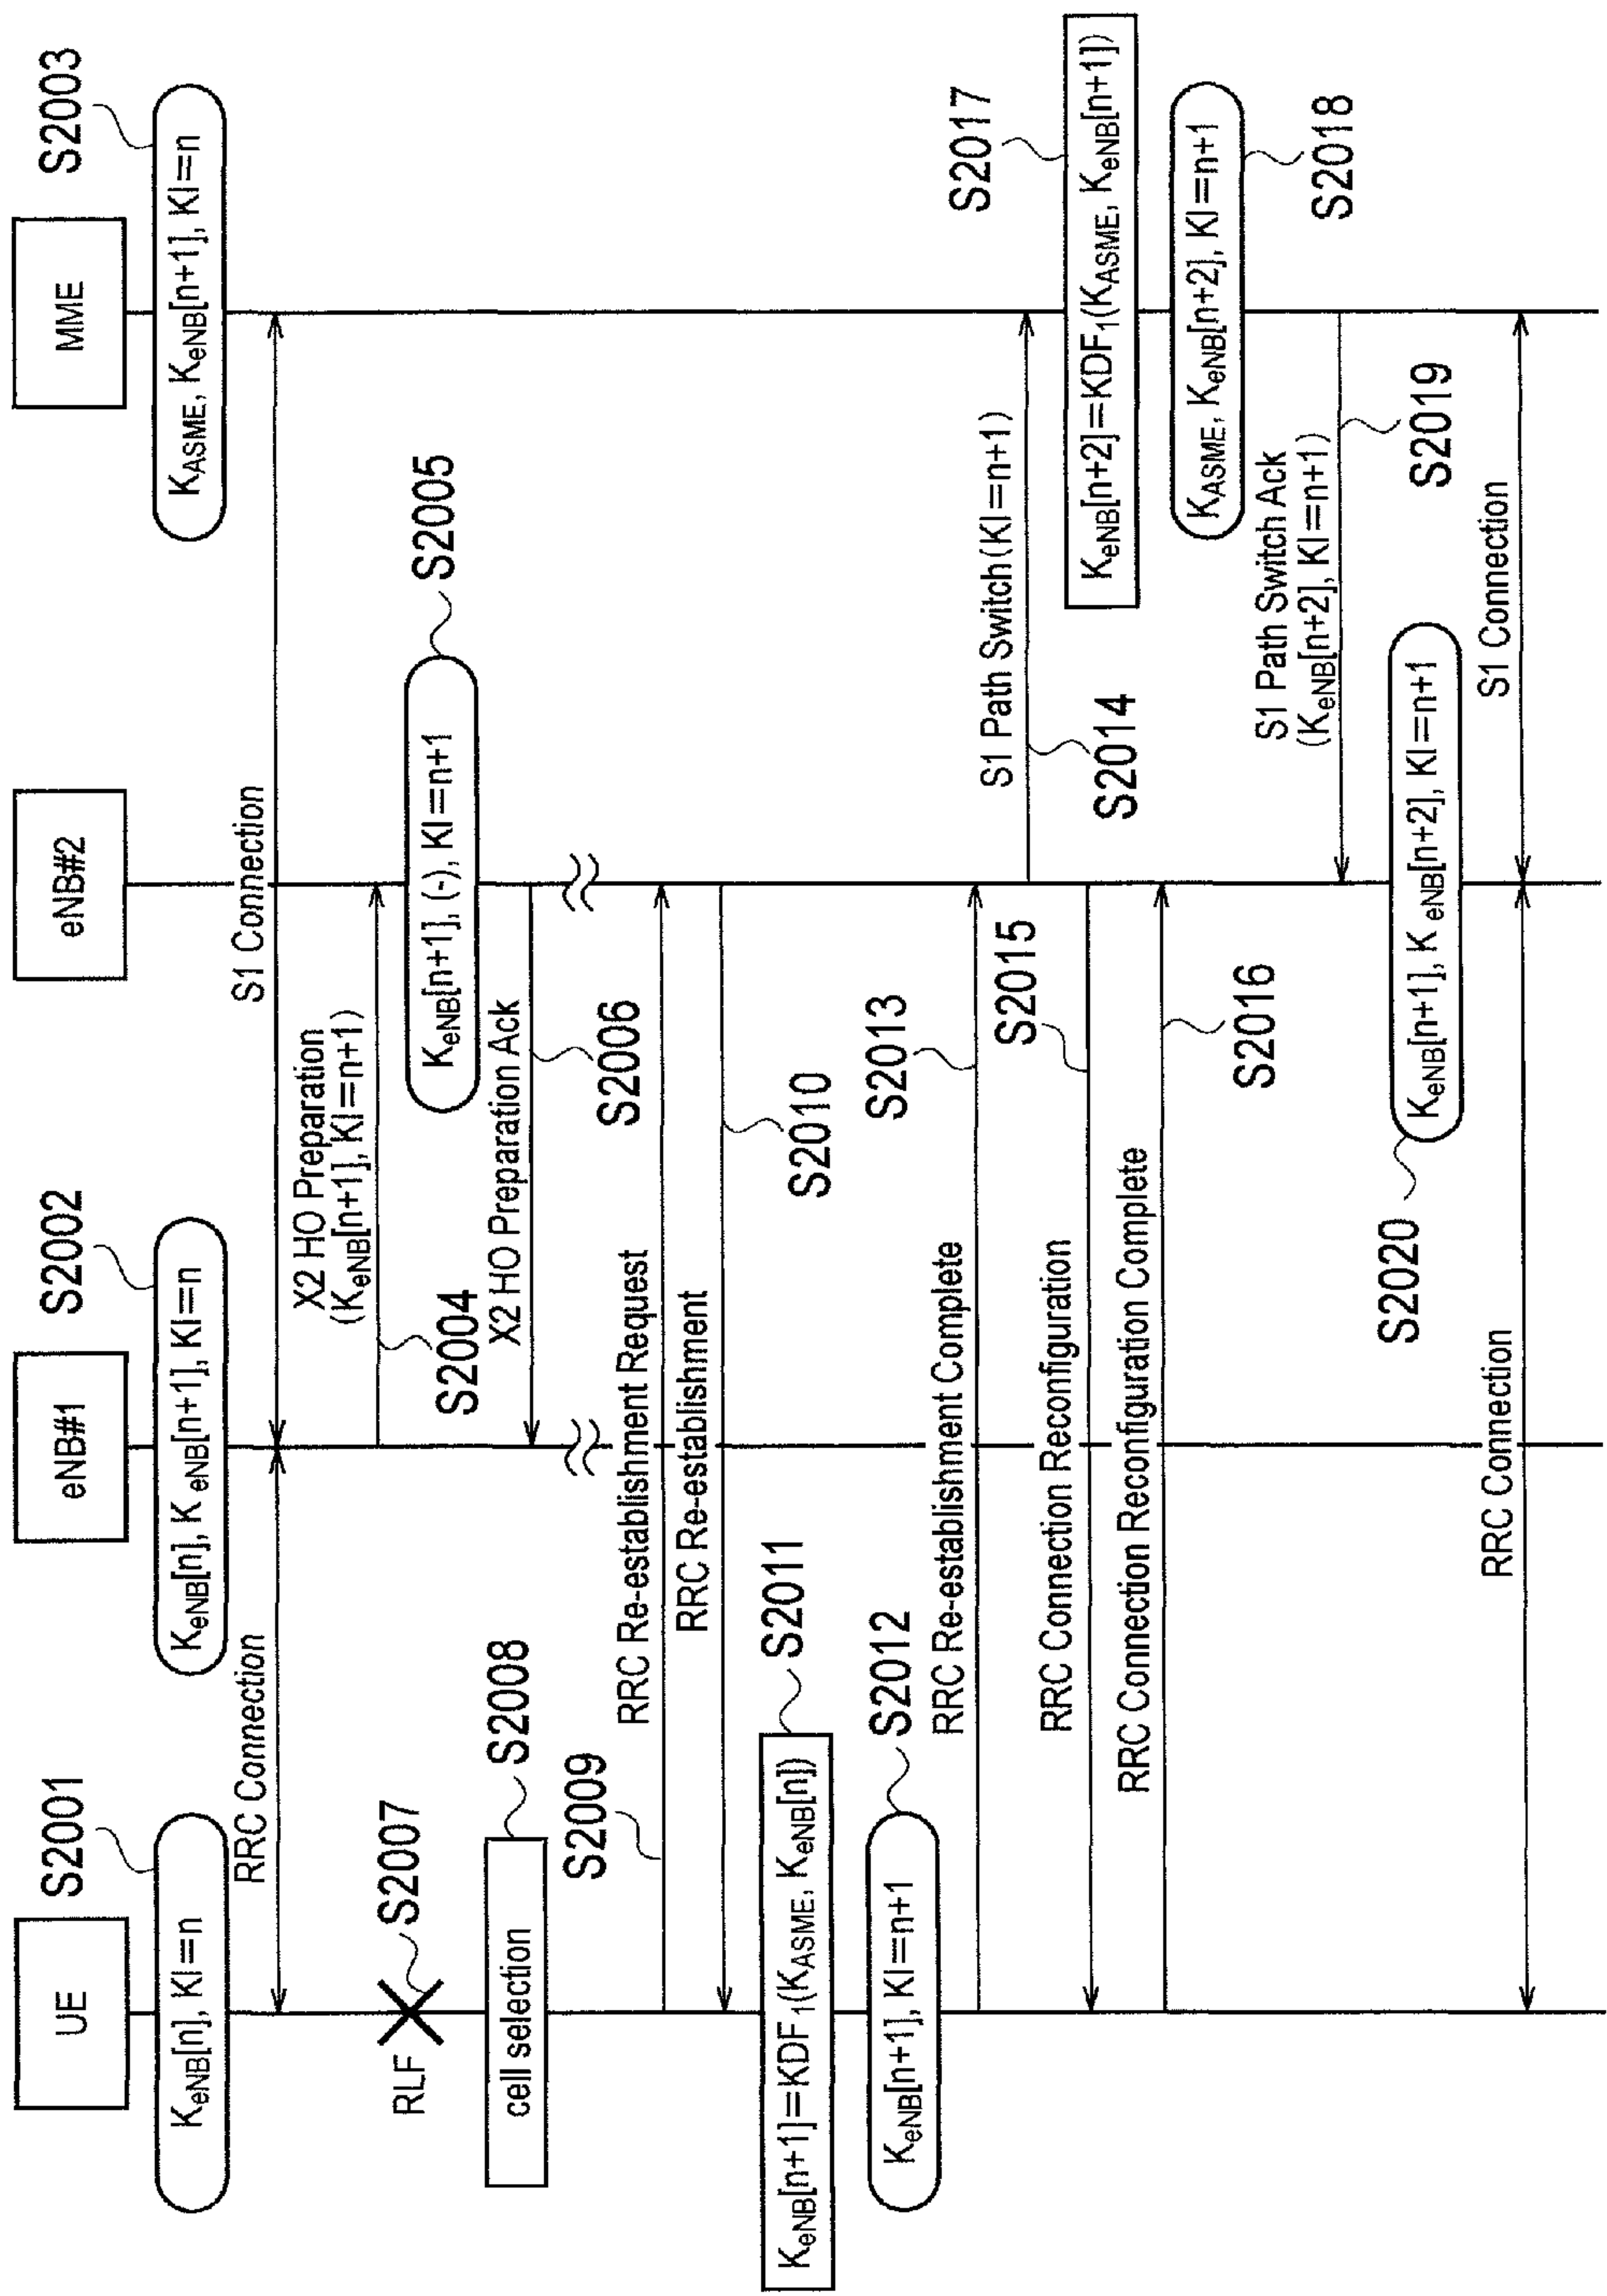 UE
eNB#1
eNB#2
MME
S2001
S2002
S2003
KeNB[n], KI=n
KeNB[n], KeNB[n+1], KI=n
KASME, KeNB[n+1], KI=n
RRC Connection
S1 Connection
X2 HO Preparation
(KeNB[n+1], KI=n+1)
S2004
S2005
KeNB[n+1], (-), KI=n+1
RLF
S2007
X2 HO Preparation Ack
S2006
S2008
cell selection
S2009
RRC Re-establishment Request
RRC Re-establishment
S2010
S2011
KeNB[n+1]=KDF1(KASME, KeNB[n])
S2012
KeNB[n+1], KI=n+1
RRC Re-establishment Complete
S2013
S1 Path Switch(KI=n+1)
S2014
RRC Connection Reconfiguration
S2015
RRC Connection Reconfiguration Complete
S2016
S2017
KeNB[n+2]=KDF1(KASME, KeNB[n+1])
KASME, KeNB[n+2], KI=n+1
S2018
S1 Path Switch Ack
(KeNB[n+2], KI=n+1)
S2019
KeNB[n+1], KeNB[n+2], KI=n+1
S2020
RRC Connection
S1 Connection